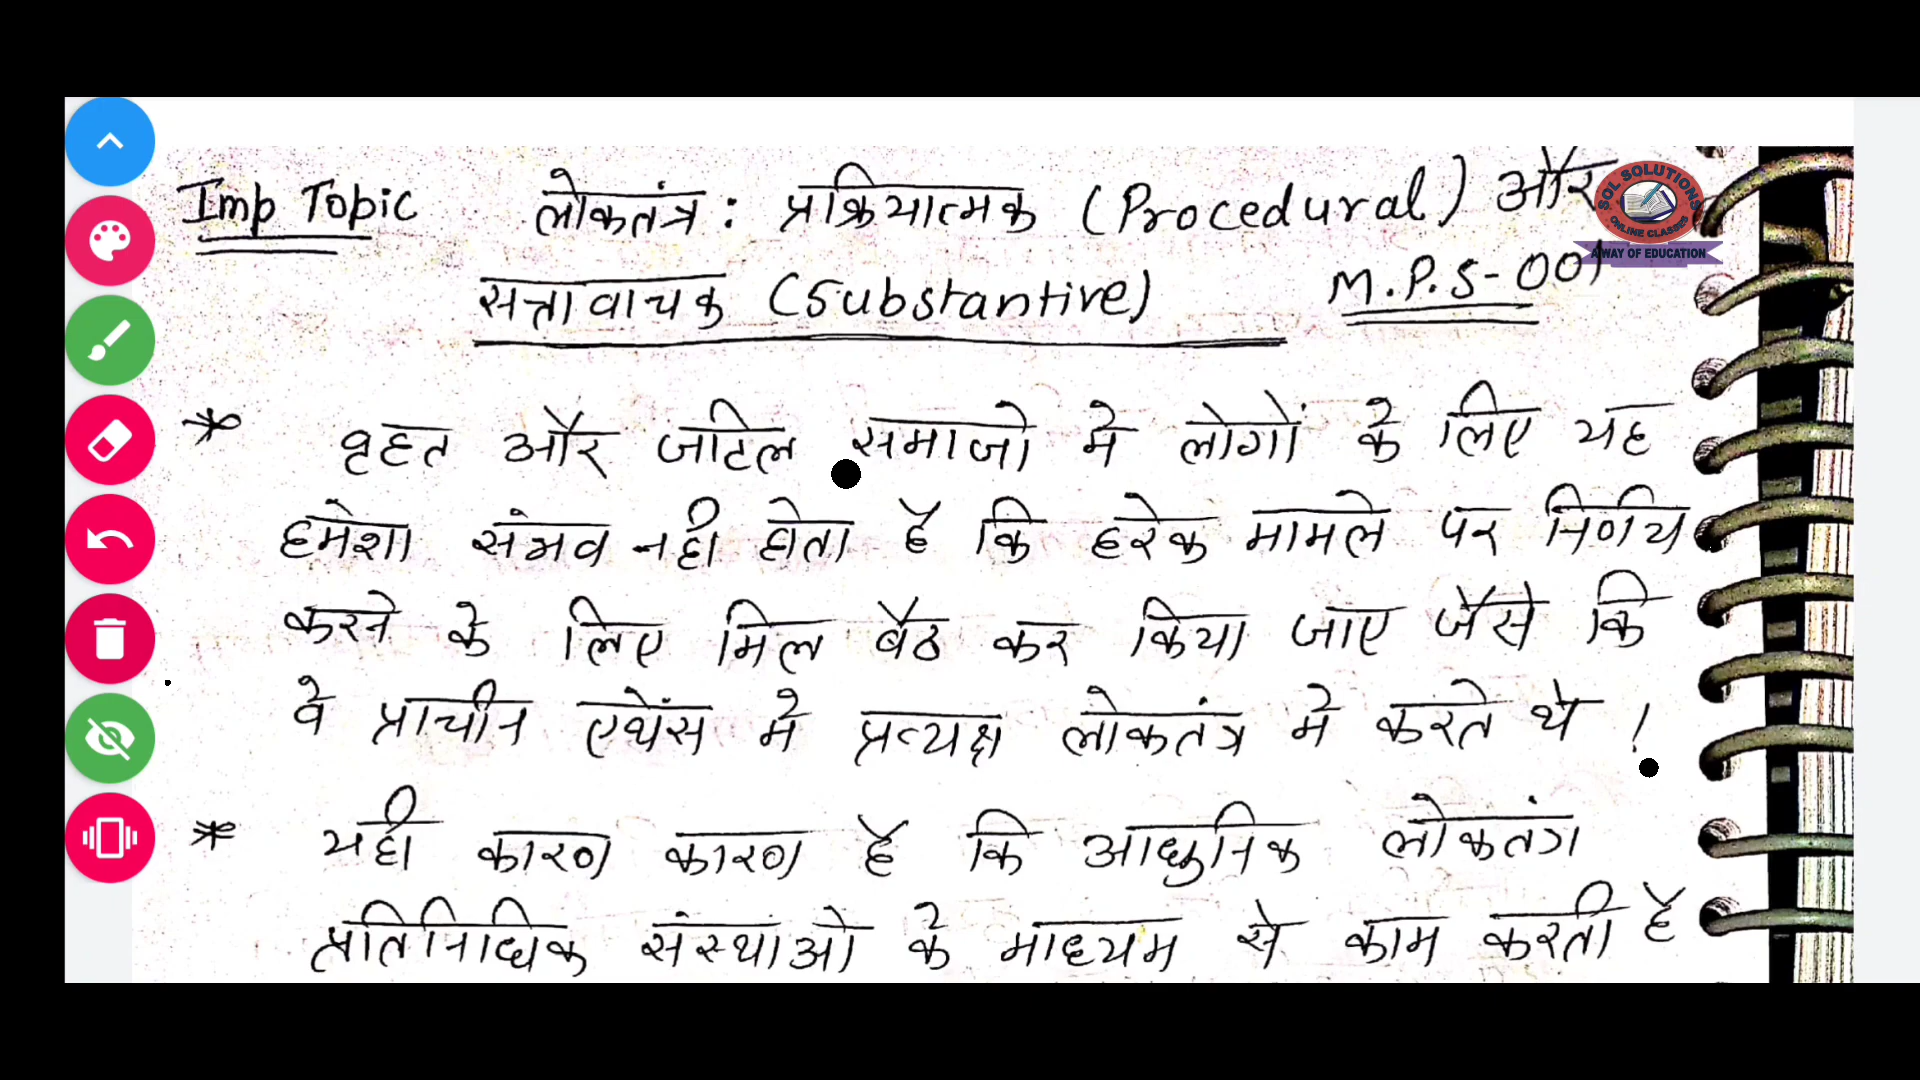 Imp Topic लोकतंत्र : प्रक्रियात्मक (Procedural) और
सत्तावाचक (Substantive) M.P.S-001
SOL SOLUTIONS
ONLINE CLASSES
A WAY OF EDUCATION
* वृहत और जटिल समाजो मे लोगों के लिए यह
हमेशा संभव नही होता है कि हरेक मामले पर निर्णय
करने के लिए मिल बैठ कर किया जाए जैसे कि
वे प्राचीन एथेंस मे प्रत्यक्ष लोकतंत्र मे करते थे !
* यही कारण कारण है कि आधुनिक लोकतंत्र
प्रतिनिधिक संस्थाओ के माध्यम से काम करती है